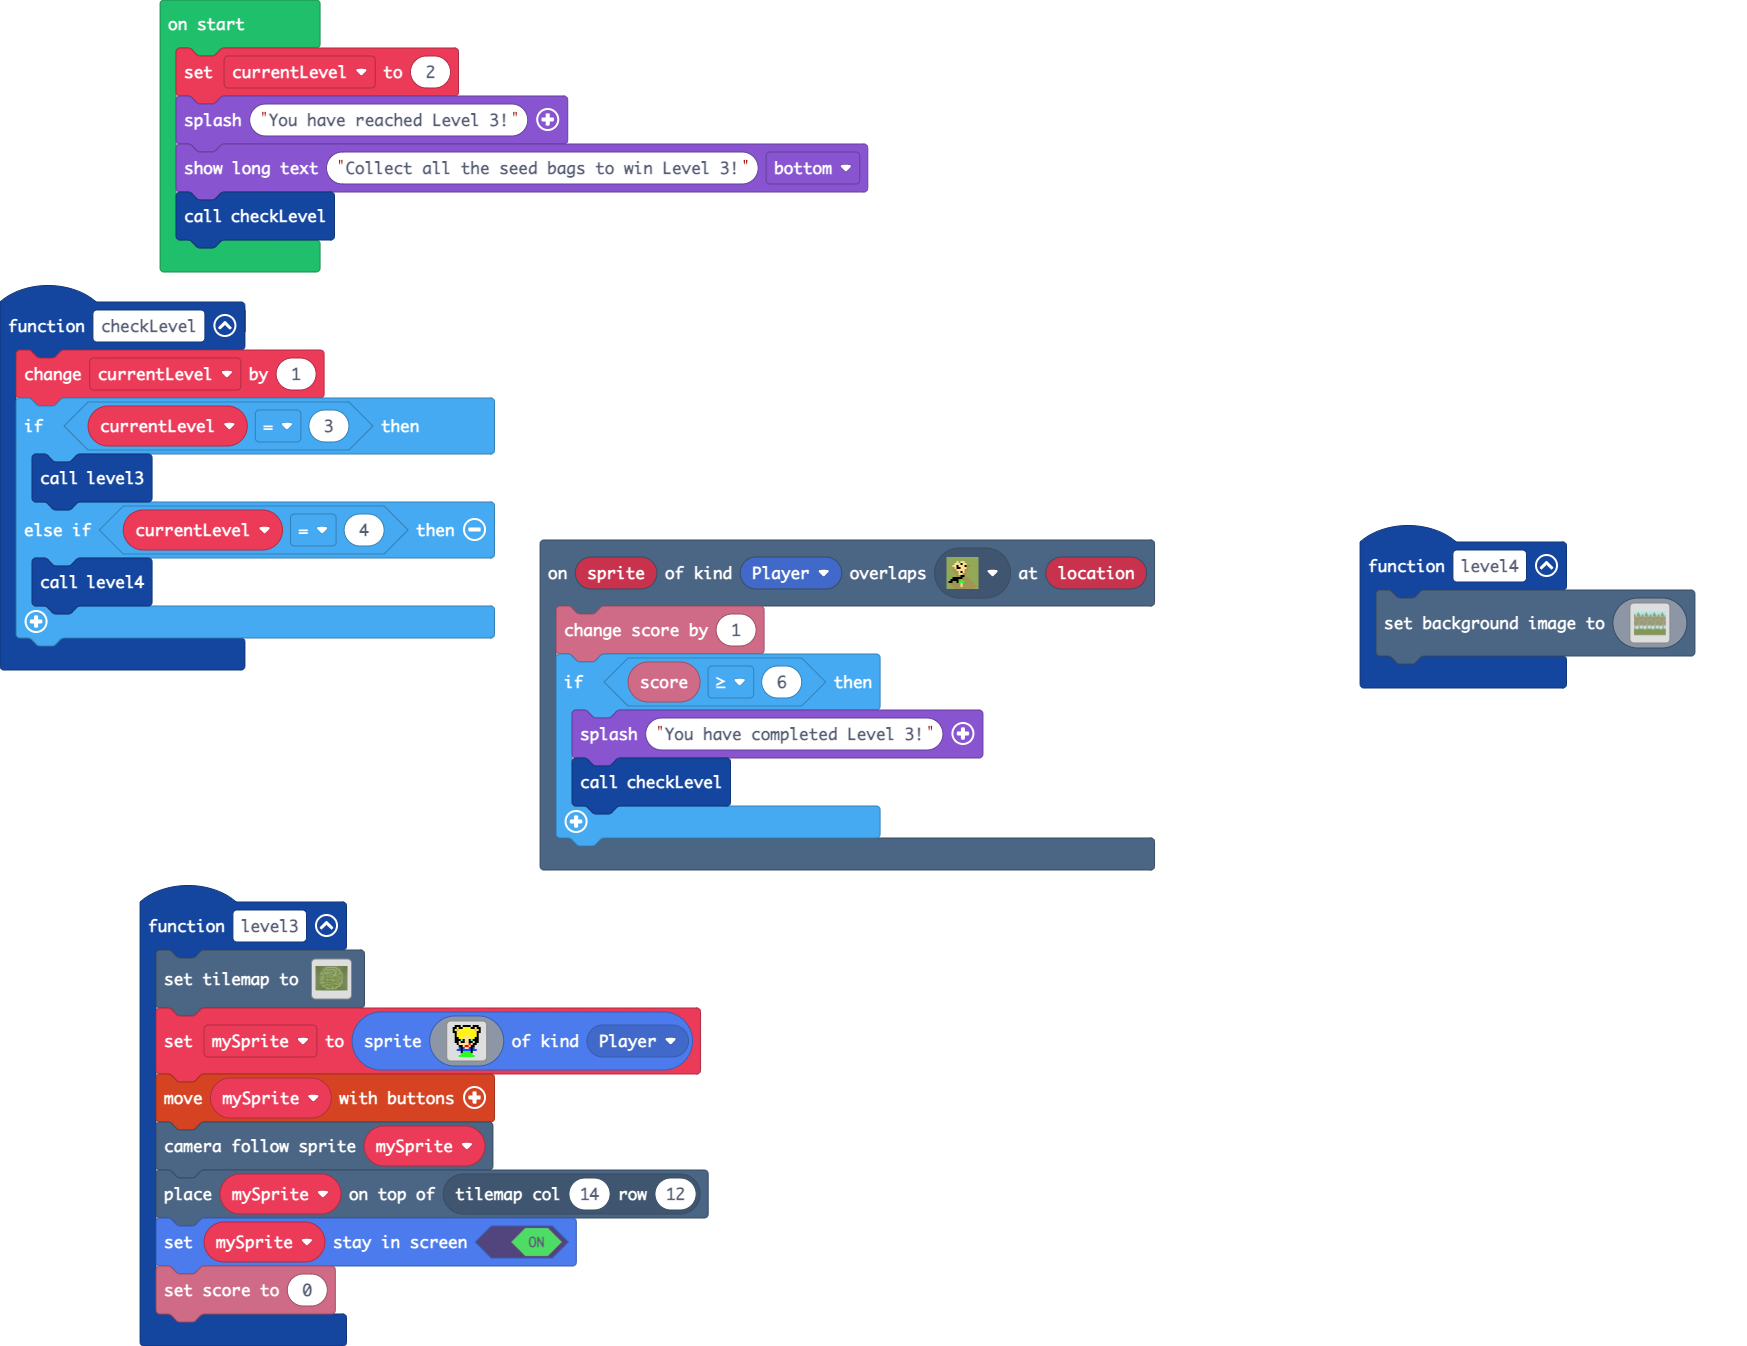 on start
set currentLevel to 2
splash "You have reached Level 3!"
show long text "Collect all the seed bags to win Level 3!" bottom
call checkLevel
function checkLevel
change currentLevel by 1
if currentLevel = 3 then
call level3
else if currentLevel = 4 then
call level4
on sprite of kind Player overlaps at location
change score by 1
if score ≥ 6 then
splash "You have completed Level 3!"
call checkLevel
function level4
set background image to
function level3
set tilemap to
set mySprite to sprite of kind Player
move mySprite with buttons
camera follow sprite mySprite
place mySprite on top of tilemap col 14 row 12
set mySprite stay in screen ON
set score to 0